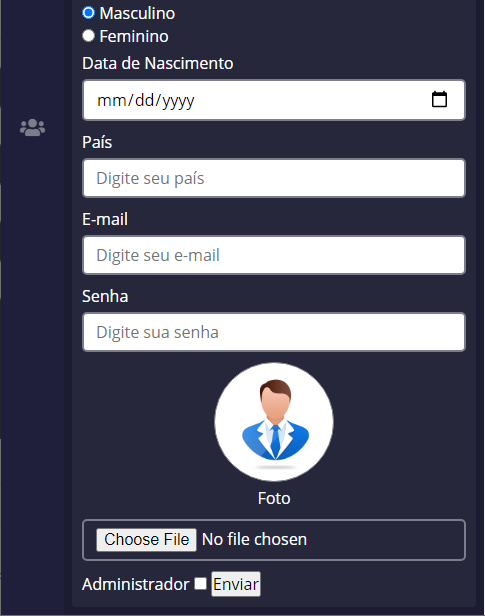 Masculino
Feminino
Data de Nascimento
mm/dd/yyyy
País
Digite seu país
E-mail
Digite seu e-mail
Senha
Digite sua senha
Foto
Choose File No file chosen
Administrador Enviar